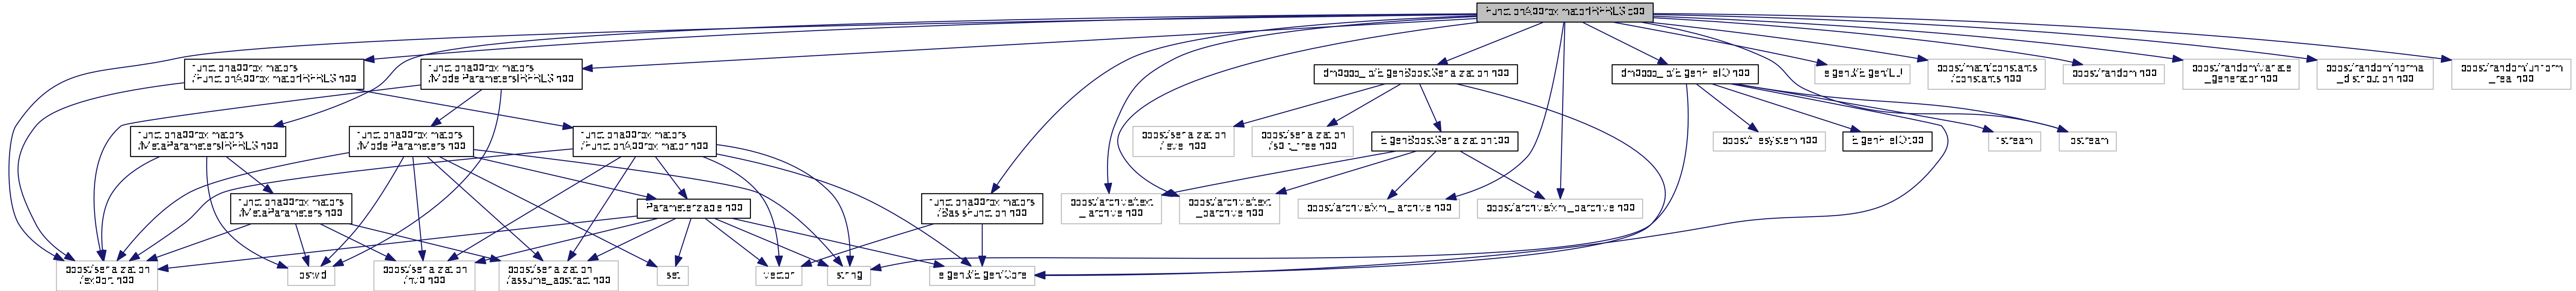 FunctionApproximatorIRFRLS.cpp
functionapproximators
/FunctionApproximatorIRFRLS.hpp
functionapproximators
/ModelParametersIRFRLS.hpp
dmpbbo_io/EigenBoostSerialization.hpp
dmpbbo_io/EigenFileIO.hpp
eigen3/Eigen/LU
boost/math/constants
/constants.hpp
boost/random.hpp
boost/random/variate
_generator.hpp
boost/random/normal
_distribution.hpp
boost/random/uniform
_real.hpp
functionapproximators
/MetaParametersIRFRLS.hpp
functionapproximators
/ModelParameters.hpp
functionapproximators
/FunctionApproximator.hpp
boost/serialization
/level.hpp
boost/serialization
/split_free.hpp
EigenBoostSerialization.tpp
boost/filesystem.hpp
EigenFileIO.tpp
fstream
iostream
functionapproximators
/MetaParameters.hpp
Parameterizable.hpp
functionapproximators
/BasisFunction.hpp
boost/archive/text
_iarchive.hpp
boost/archive/text
_oarchive.hpp
boost/archive/xml_iarchive.hpp
boost/archive/xml_oarchive.hpp
boost/serialization
/export.hpp
iosfwd
boost/serialization
/nvp.hpp
boost/serialization
/assume_abstract.hpp
set
vector
string
eigen3/Eigen/Core